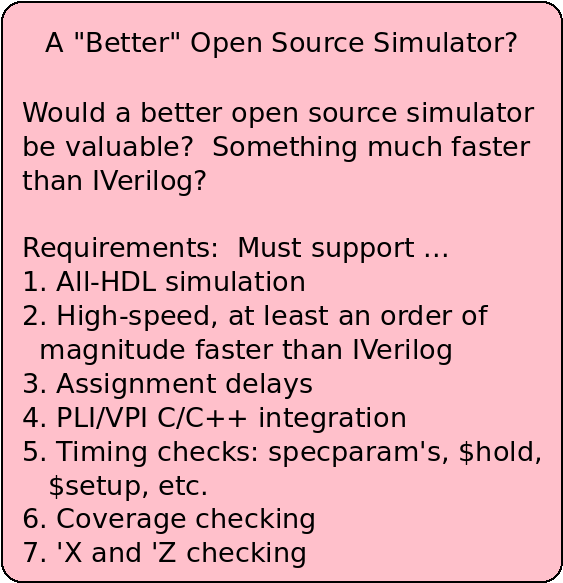 A "Better" Open Source Simulator?
Would a better open source simulator
be valuable?  Something much faster
than IVerilog?
Requirements:  Must support ...
1. All-HDL simulation
2. High-speed, at least an order of
magnitude faster than IVerilog
3. Assignment delays
4. PLI/VPI C/C++ integration
5. Timing checks: specparam's, $hold,
$setup, etc.
6. Coverage checking
7. 'X and 'Z checking